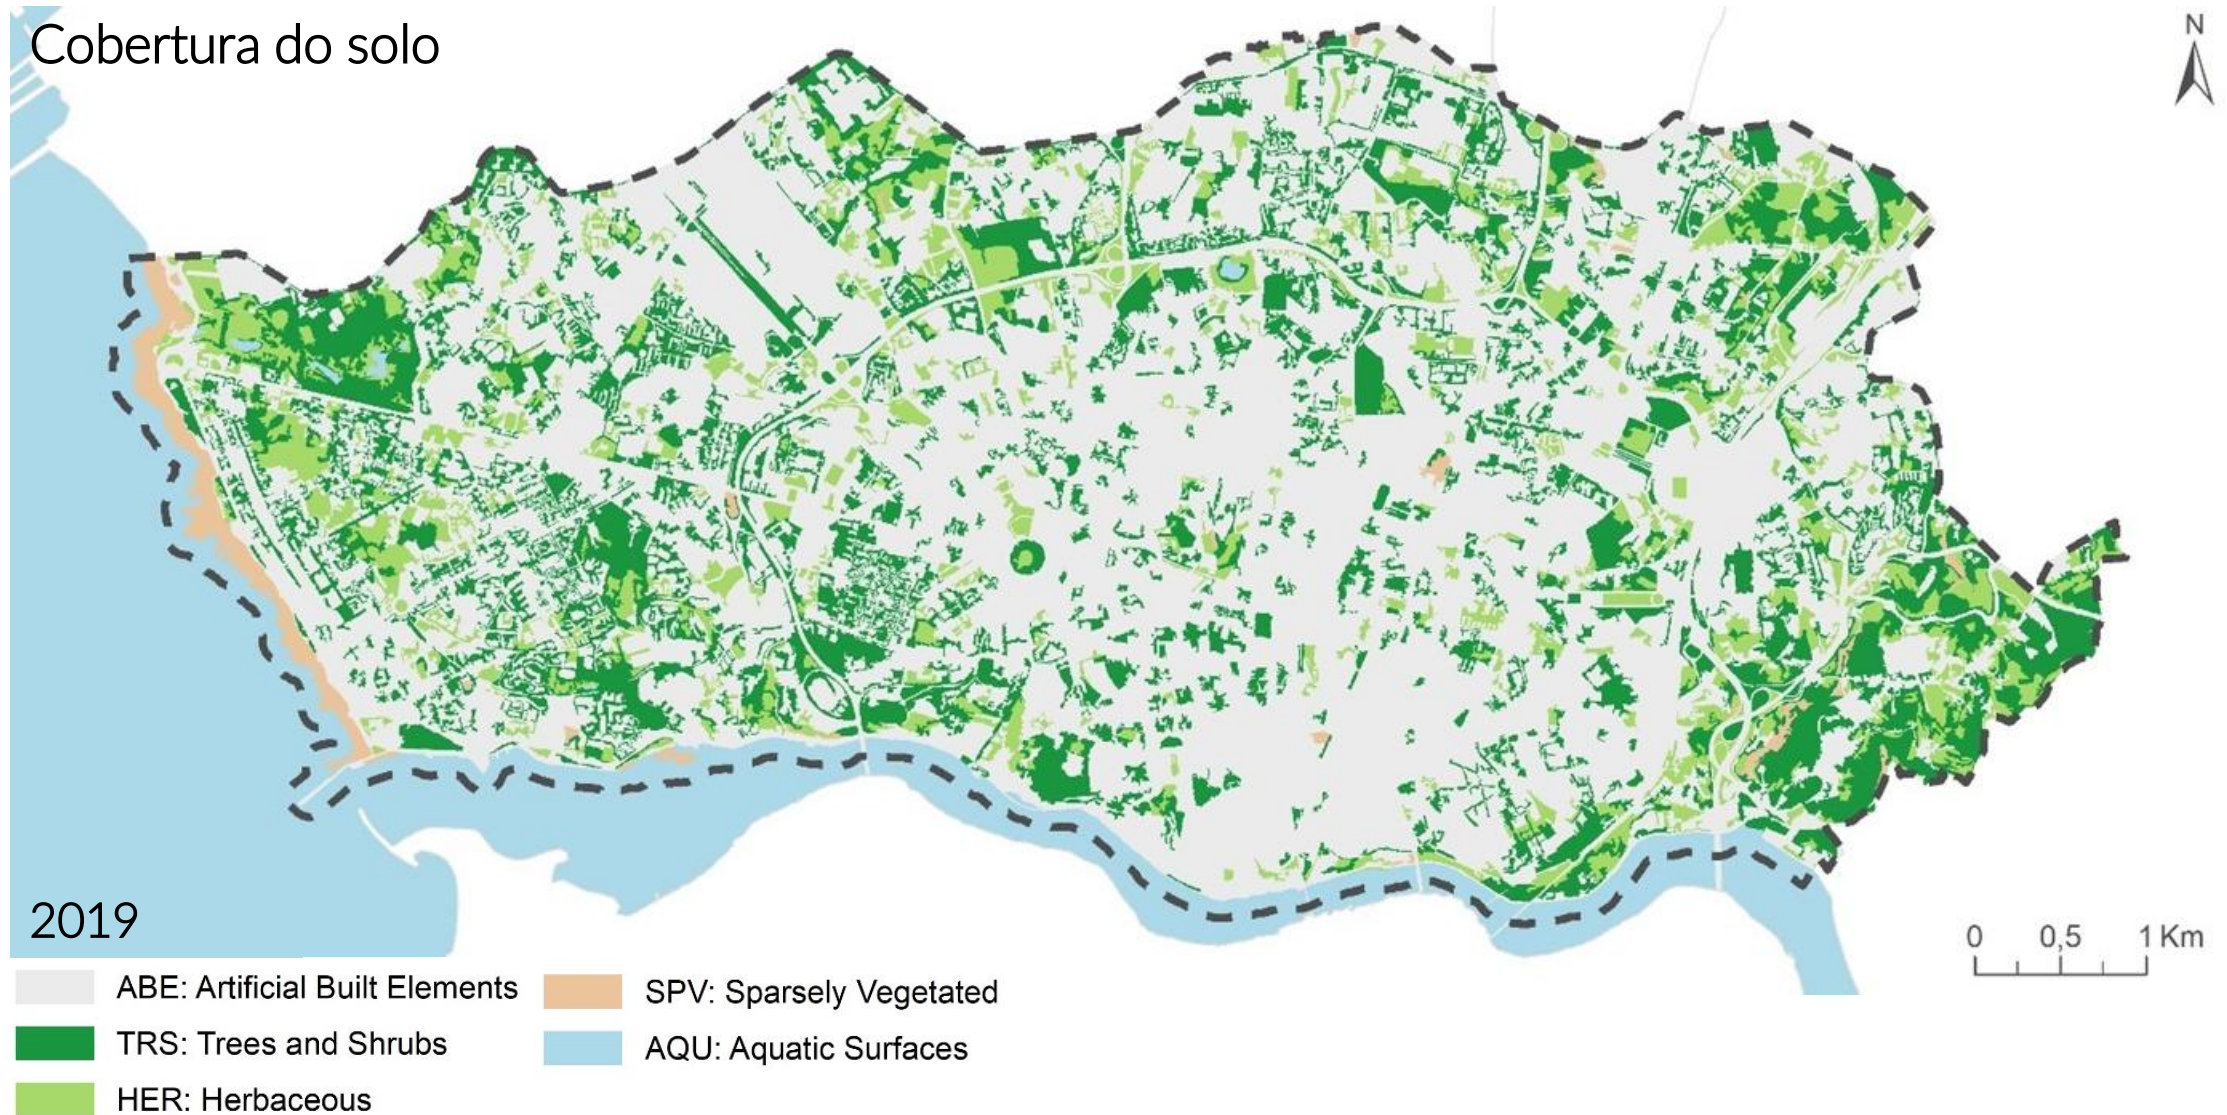 Cobertura do solo
N
2019
0 0,5 1 Km
ABE: Artificial Built Elements
TRS: Trees and Shrubs
HER: Herbaceous
SPV: Sparsely Vegetated
AQU: Aquatic Surfaces